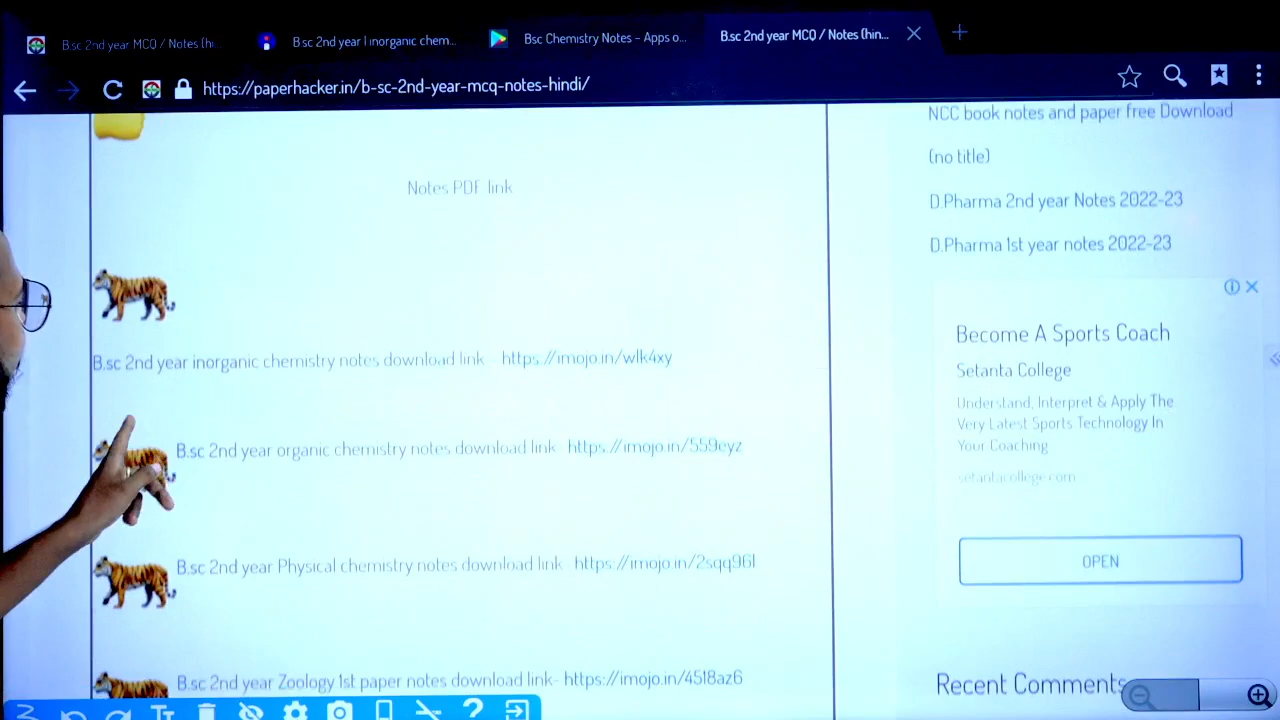 B.sc 2nd year MCQ / Notes (hi...
B.sc 2nd year | inorganic chem...
Bsc Chemistry Notes – Apps o...
B.sc 2nd year MCQ / Notes (hin...
https://paperhacker.in/b-sc-2nd-year-mcq-notes-hindi/
Notes PDF link
B.sc 2nd year inorganic chemistry notes download link - https://imojo.in/wlk4xy
B.sc 2nd year organic chemistry notes download link - https://imojo.in/559eyz
B.sc 2nd year Physical chemistry notes download link - https://imojo.in/2sqq96l
B.sc 2nd year Zoology 1st paper notes download link- https://imojo.in/4518az6
NCC book notes and paper free Download
(no title)
D.Pharma 2nd year Notes 2022-23
D.Pharma 1st year notes 2022-23
Become A Sports Coach
Setanta College
Understand, Interpret & Apply The
Very Latest Sports Technology In
Your Coaching
setantacollege.com
OPEN
Recent Comments